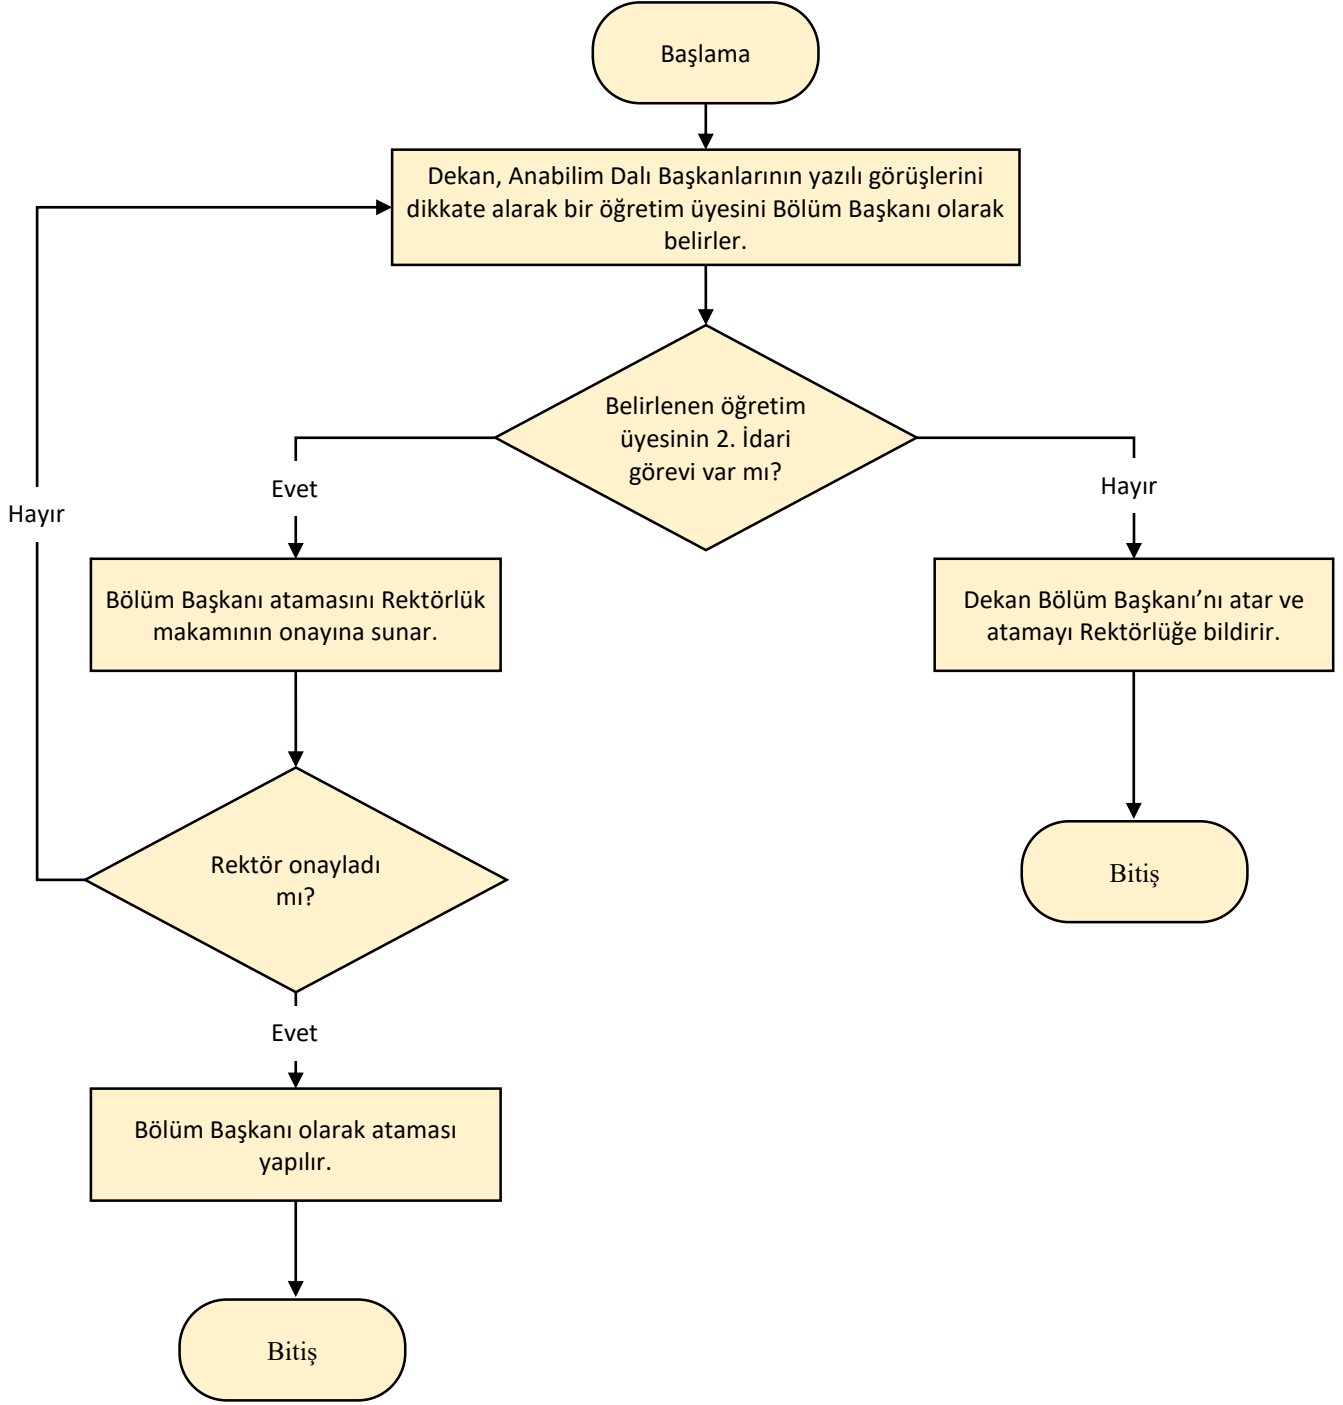 Başlama
Dekan, Anabilim Dalı Başkanlarının yazılı görüşlerini
dikkate alarak bir öğretim üyesini Bölüm Başkanı olarak
belirler.
Belirlenen öğretim
üyesinin 2. İdari
görevi var mı?
Evet
Hayır
Hayır
Bölüm Başkanı atamasını Rektörlük
makamının onayına sunar.
Dekan Bölüm Başkanı’nı atar ve
atamayı Rektörlüğe bildirir.
Rektör onayladı
mı?
Bitiş
Evet
Bölüm Başkanı olarak ataması
yapılır.
Bitiş